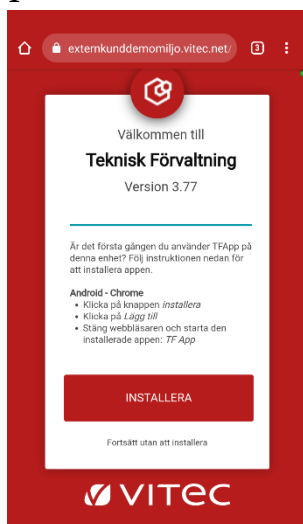 externkunddemomiljo.vitec.net/
3
Välkommen till
Teknisk Förvaltning
Version 3.77
Är det första gången du använder TFApp på
denna enhet? Följ instruktionen nedan för
att installera appen.
Android - Chrome
• Klicka på knappen installera
• Klicka på Lägg till
• Stäng webbläsaren och starta den
installerade appen: TF App
INSTALLERA
Fortsätt utan att installera
vitec